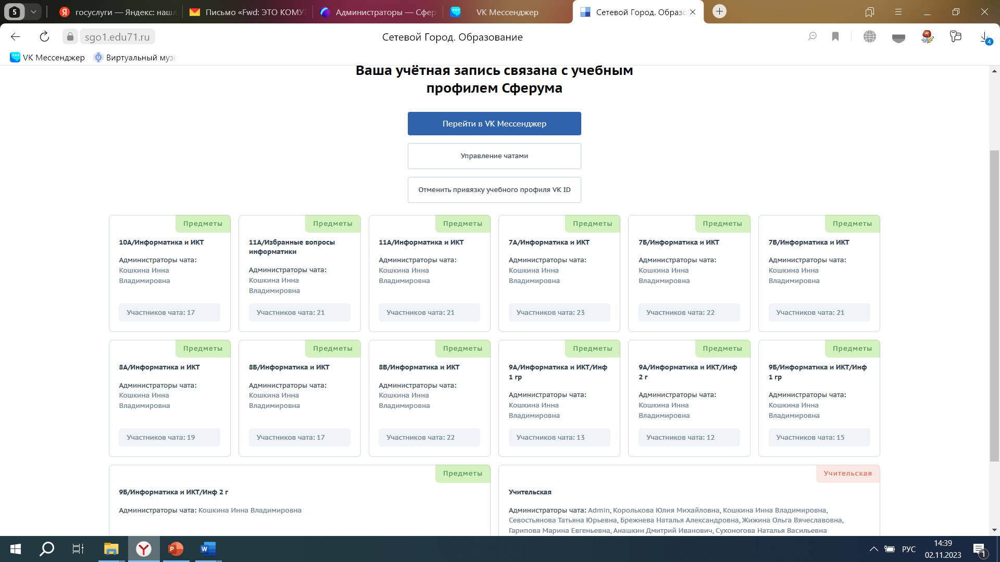 5
госуслуги — Яндекс: наш
Письмо «Fwd: ЭТО КОМУ?
Администраторы — Сфер
VK Мессенджер
Сетевой Город. Образо
sgo1.edu71.ru
Сетевой Город. Образование
4
VK Мессенджер
Виртуальный муз
Ваша учётная запись связана с учебным
профилем Сферума
Перейти в VK Мессенджер
Управление чатами
Отменить привязку учебного профиля VK ID
Предметы
10А/Информатика и ИКТ
Администраторы чата:
Кошкина Инна
Владимировна
Участников чата: 17
Предметы
11А/Избранные вопросы
информатики
Администраторы чата:
Кошкина Инна
Владимировна
Участников чата: 21
Предметы
11А/Информатика и ИКТ
Администраторы чата:
Кошкина Инна
Владимировна
Участников чата: 21
Предметы
7А/Информатика и ИКТ
Администраторы чата:
Кошкина Инна
Владимировна
Участников чата: 23
Предметы
7Б/Информатика и ИКТ
Администраторы чата:
Кошкина Инна
Владимировна
Участников чата: 22
Предметы
7В/Информатика и ИКТ
Администраторы чата:
Кошкина Инна
Владимировна
Участников чата: 21
Предметы
8А/Информатика и ИКТ
Администраторы чата:
Кошкина Инна
Владимировна
Участников чата: 19
Предметы
8Б/Информатика и ИКТ
Администраторы чата:
Кошкина Инна
Владимировна
Участников чата: 17
Предметы
8В/Информатика и ИКТ
Администраторы чата:
Кошкина Инна
Владимировна
Участников чата: 22
Предметы
9А/Информатика и ИКТ/Инф
1 гр
Администраторы чата:
Кошкина Инна
Владимировна
Участников чата: 13
Предметы
9А/Информатика и ИКТ/Инф
2 г
Администраторы чата:
Кошкина Инна
Владимировна
Участников чата: 12
Предметы
9Б/Информатика и ИКТ/Инф
1 гр
Администраторы чата:
Кошкина Инна
Владимировна
Участников чата: 15
Предметы
9Б/Информатика и ИКТ/Инф 2 г
Администраторы чата: Кошкина Инна Владимировна
Учительская
Учительская
Администраторы чата: Admin, Королькова Юлия Михайловна, Кошкина Инна Владимировна,
Севостьянова Татьяна Юрьевна, Брежнева Наталья Александровна, Жижина Ольга Вячеславовна,
Гарипова Марина Евгеньевна, Анашкин Дмитрий Иванович, Сухоногова Наталья Васильевна
РУС
14:39
02.11.2023
1